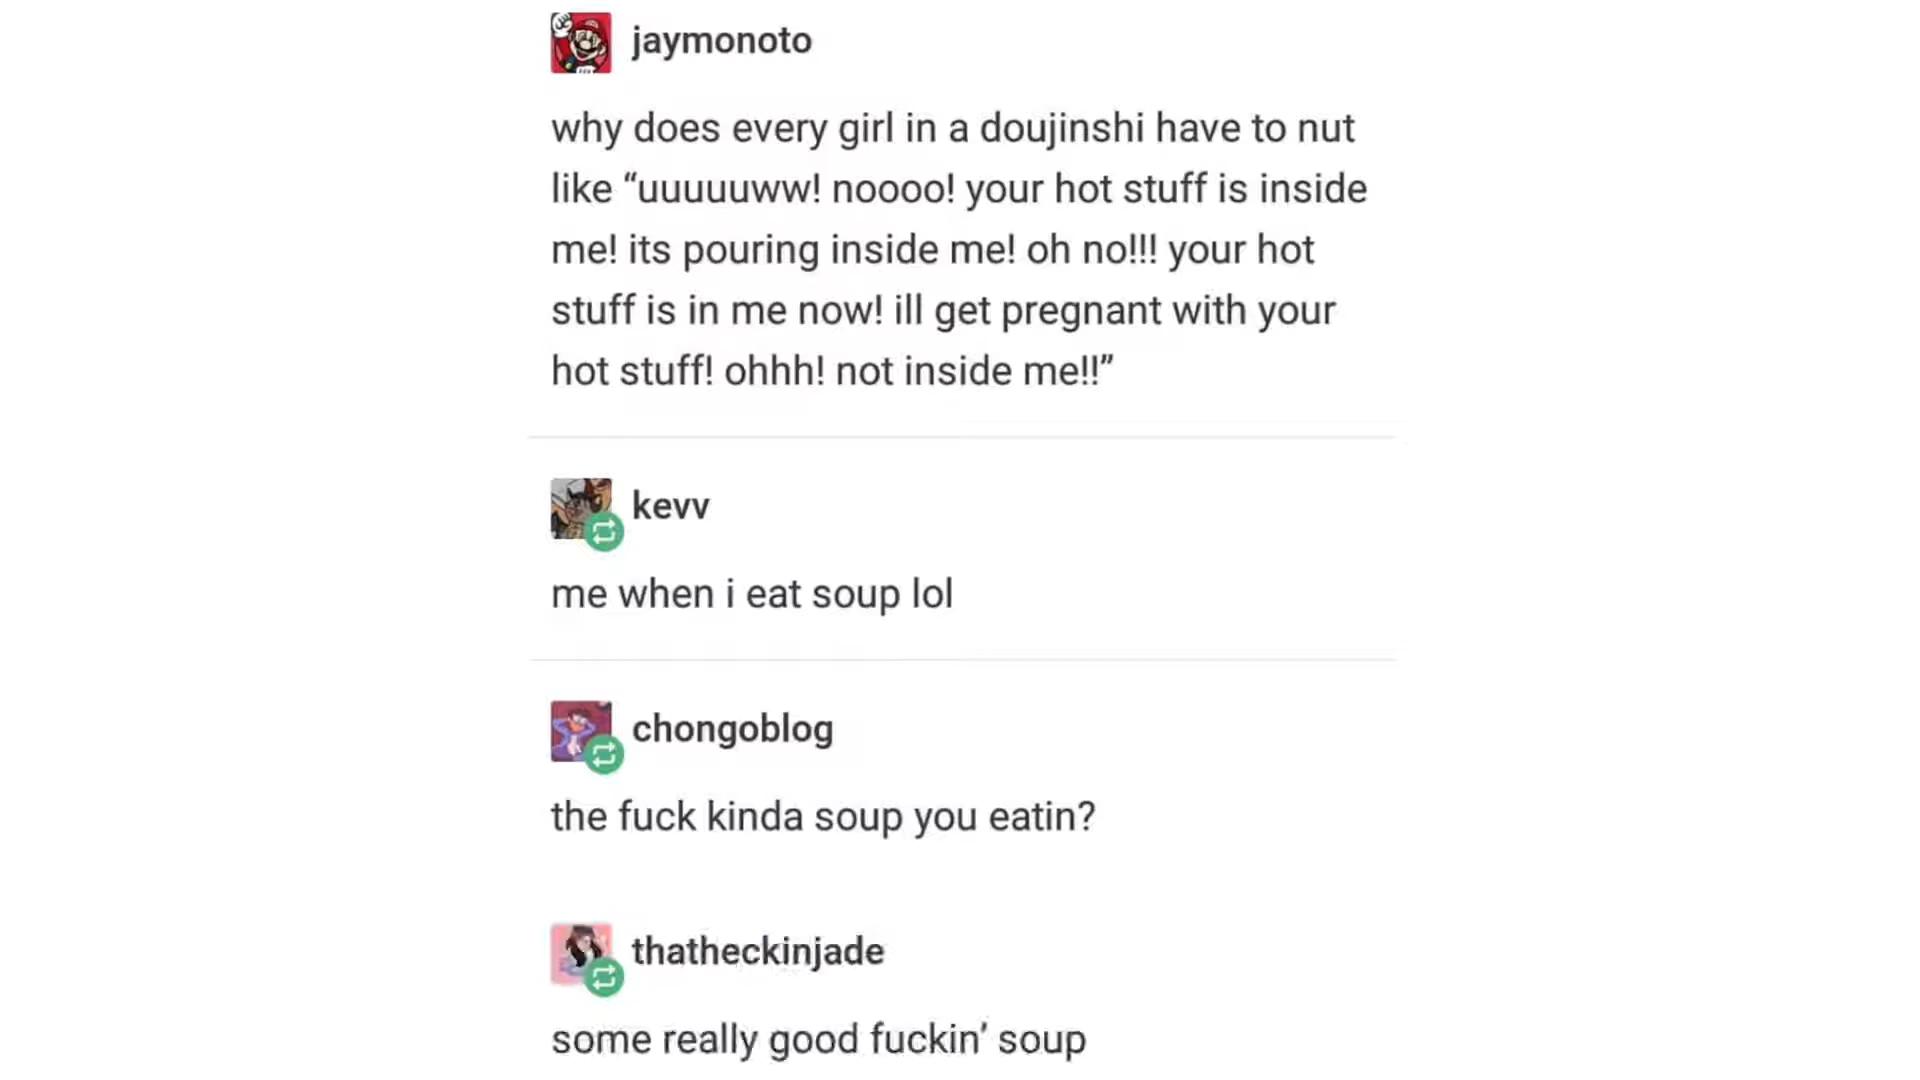 jaymonoto
why does every girl in a doujinshi have to nut
like “uuuuuww! noooo! your hot stuff is inside
me! its pouring inside me! oh no!!! your hot
stuff is in me now! ill get pregnant with your
hot stuff! ohhh! not inside me!!”
kevv
me when i eat soup lol
chongoblog
the fuck kinda soup you eatin?
thatheckinjade
some really good fuckin’ soup